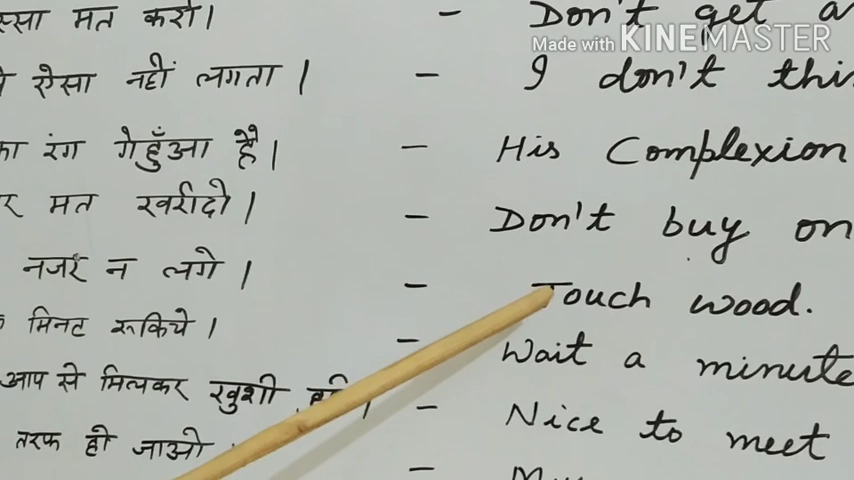 मत करो। - Don't get a
Made with KINEMASTER
ऐसा नहीं लगता। - I don't thi
का रंग गेहुँआ है। - His Complexion
मत खरीदो। - Don't buy on
नजर न लगे। - Touch wood.
मिनट रूकिये। - Wait a minute
आप से मिलकर खुशी - Nice to meet
तरफ हो जाओ -